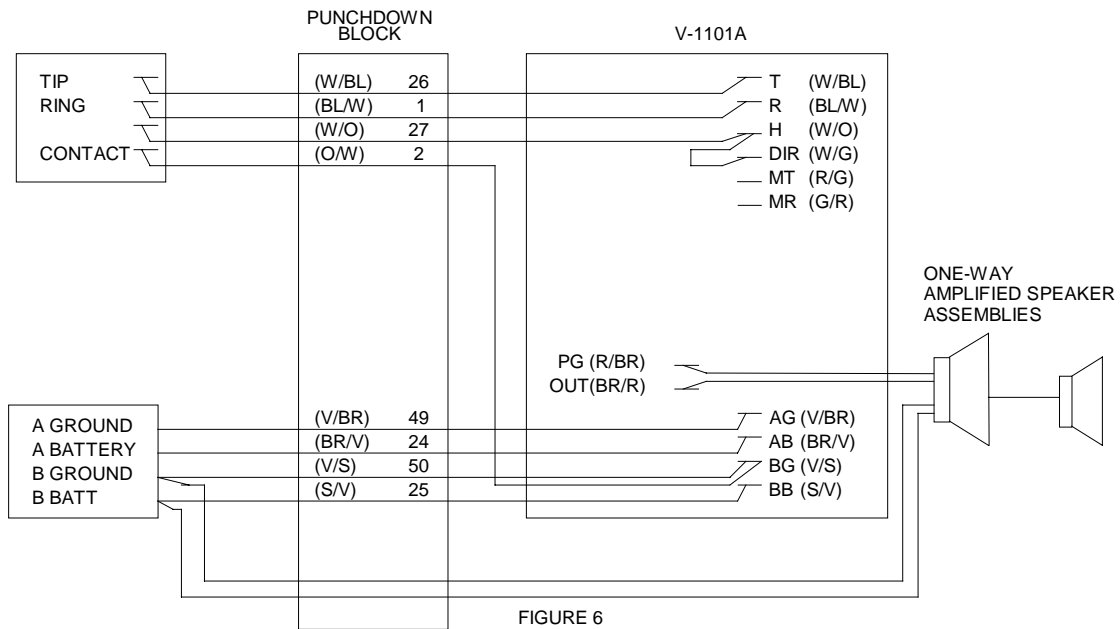 PUNCHDOWN
BLOCK
V-1101A
TIP
RING
CONTACT
(W/BL) 26
(BL/W) 1
(W/O) 27
(O/W) 2
T (W/BL)
R (BL/W)
H (W/O)
DIR (W/G)
MT (R/G)
MR (G/R)
ONE-WAY
AMPLIFIED SPEAKER
ASSEMBLIES
PG (R/BR)
OUT(BR/R)
A GROUND
A BATTERY
B GROUND
B BATT
(V/BR) 49
(BR/V) 24
(V/S) 50
(S/V) 25
AG (V/BR)
AB (BR/V)
BG (V/S)
BB (S/V)
FIGURE 6